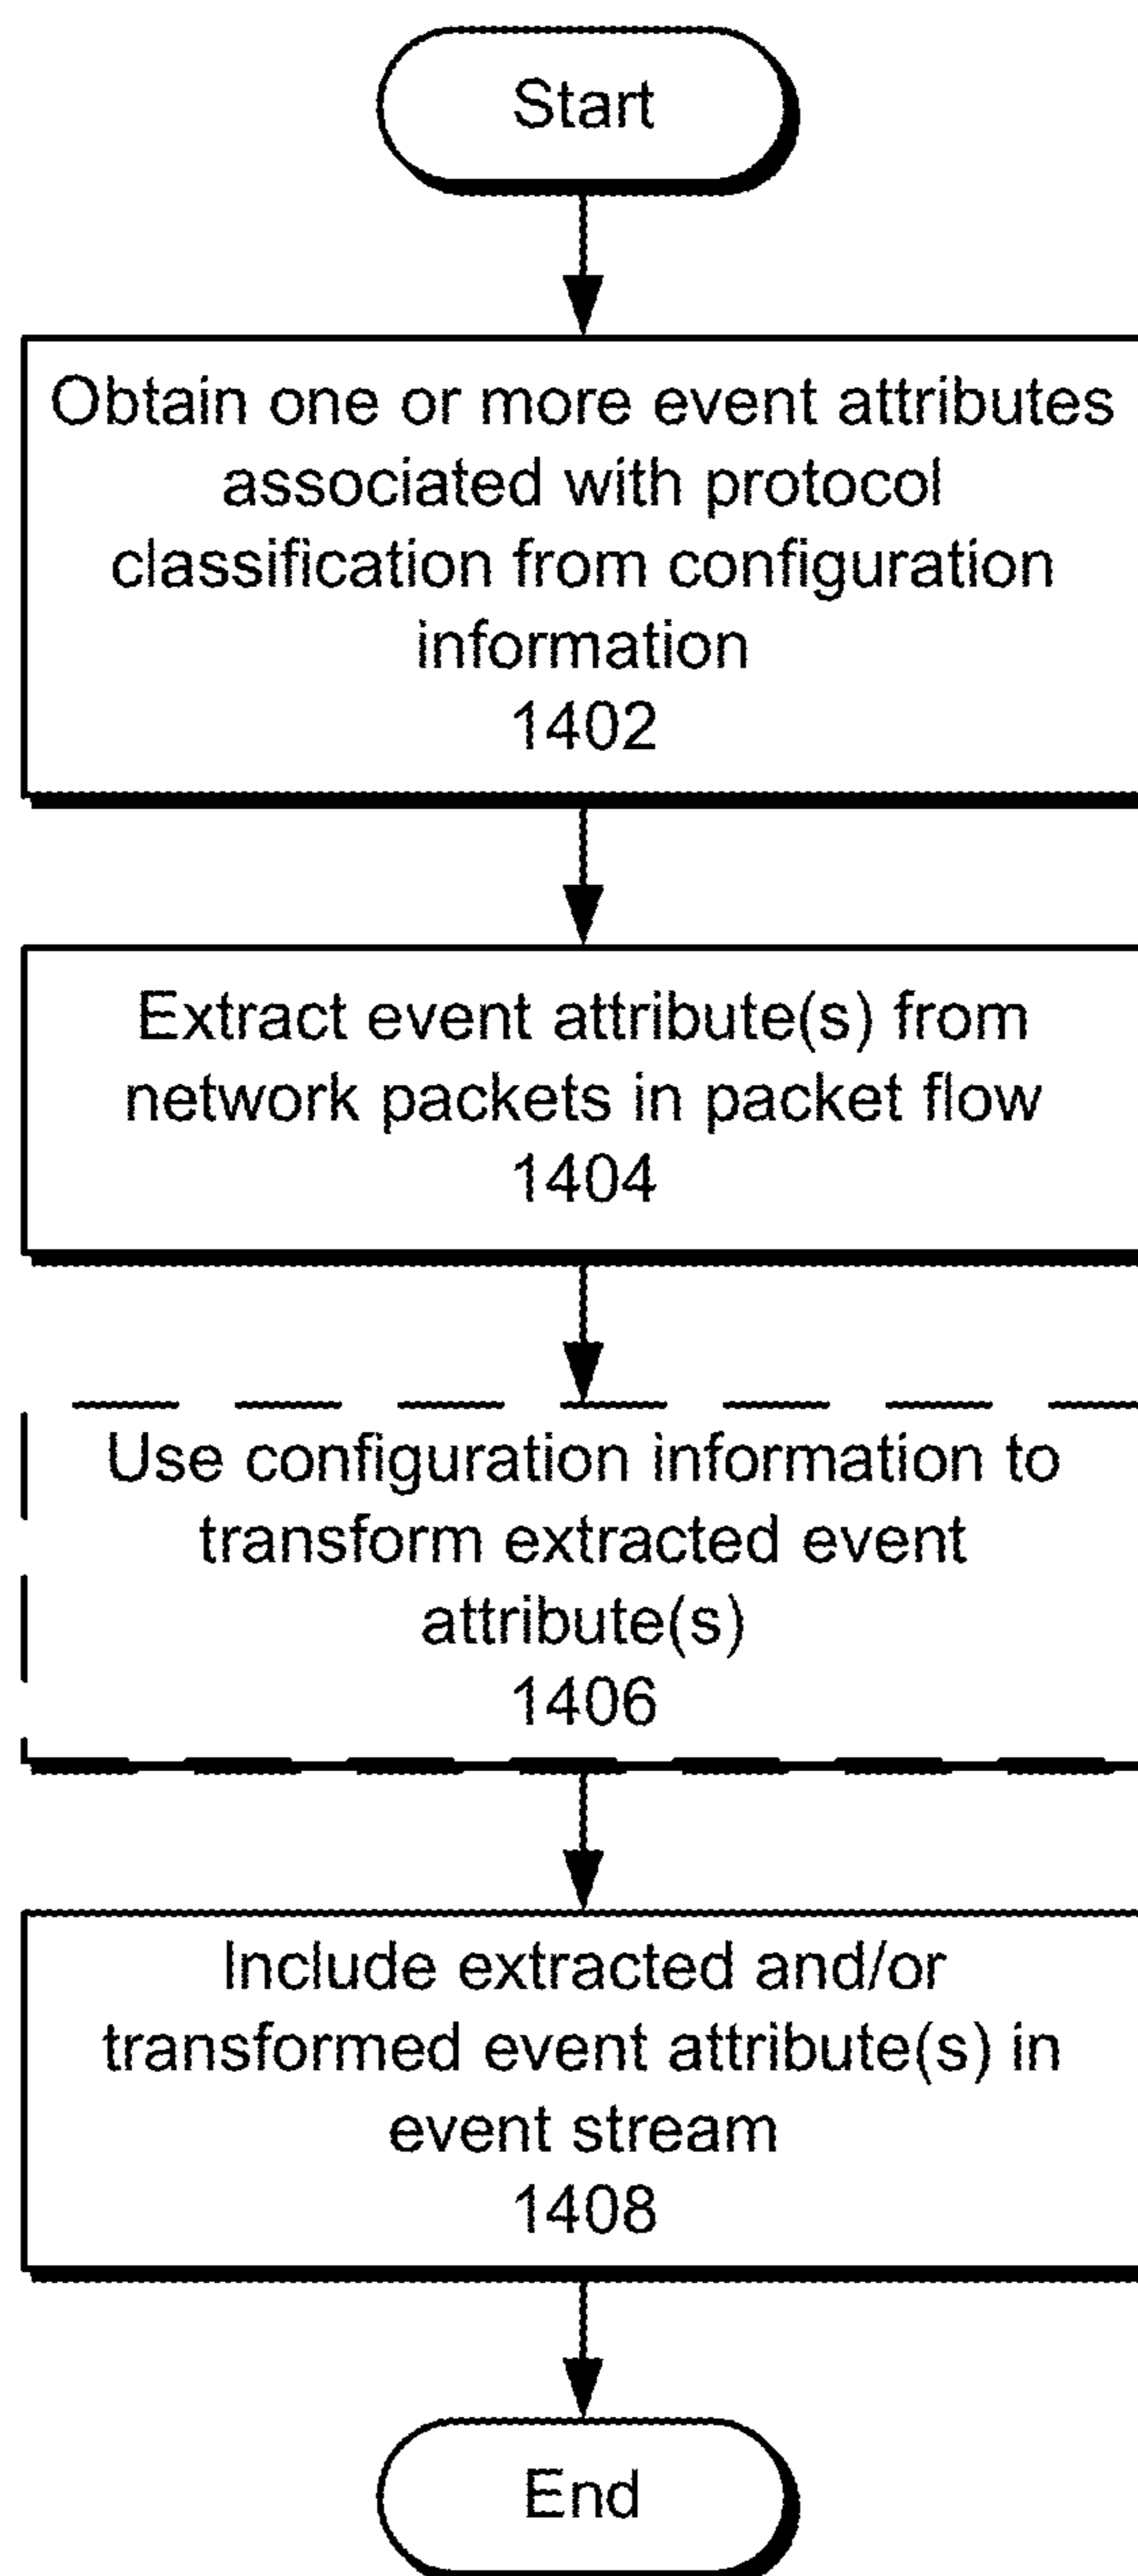 Start
Obtain one or more event attributes
associated with protocol
classification from configuration
information
1402
Extract event attribute(s) from
network packets in packet flow
1404
Use configuration information to
transform extracted event
attribute(s)
1406
Include extracted and/or
transformed event attribute(s) in
event stream
1408
End